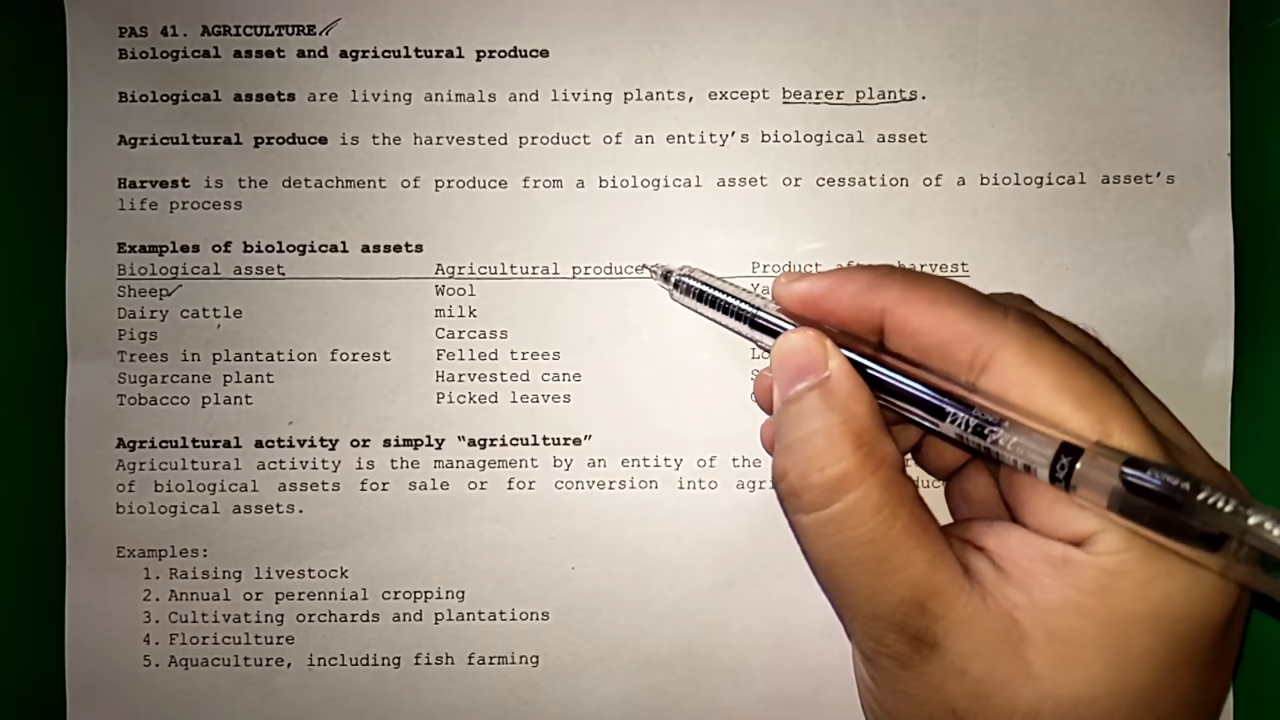 PAS 41. AGRICULTURE
Biological asset and agricultural produce
Biological assets are living animals and living plants, except bearer plants.
Agricultural produce is the harvested product of an entity's biological asset
Harvest is the detachment of produce from a biological asset or cessation of a biological asset's
life process
Examples of biological assets
Biological asset Agricultural produce Product after harvest
Sheep Wool
Dairy cattle milk
Pigs Carcass
Trees in plantation forest Felled trees
Sugarcane plant Harvested cane
Tobacco plant Picked leaves
Agricultural activity or simply "agriculture"
Agricultural activity is the management by an entity of the
of biological assets for sale or for conversion into
biological assets.
Examples:
1. Raising livestock
2. Annual or perennial cropping
3. Cultivating orchards and plantations
4. Floriculture
5. Aquaculture, including fish farming